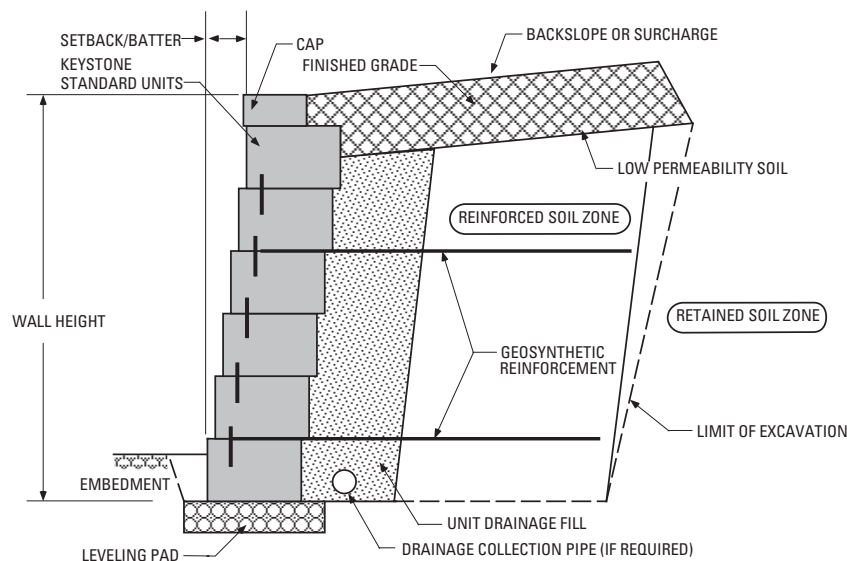 SETBACK/BATTER
CAP
BACKSLOPE OR SURCHARGE
KEYSTONE
STANDARD UNITS
FINISHED GRADE
LOW PERMEABILITY SOIL
REINFORCED SOIL ZONE
WALL HEIGHT
RETAINED SOIL ZONE
GEOSYNTHETIC
REINFORCEMENT
LIMIT OF EXCAVATION
EMBEDMENT
UNIT DRAINAGE FILL
LEVELING PAD
DRAINAGE COLLECTION PIPE (IF REQUIRED)